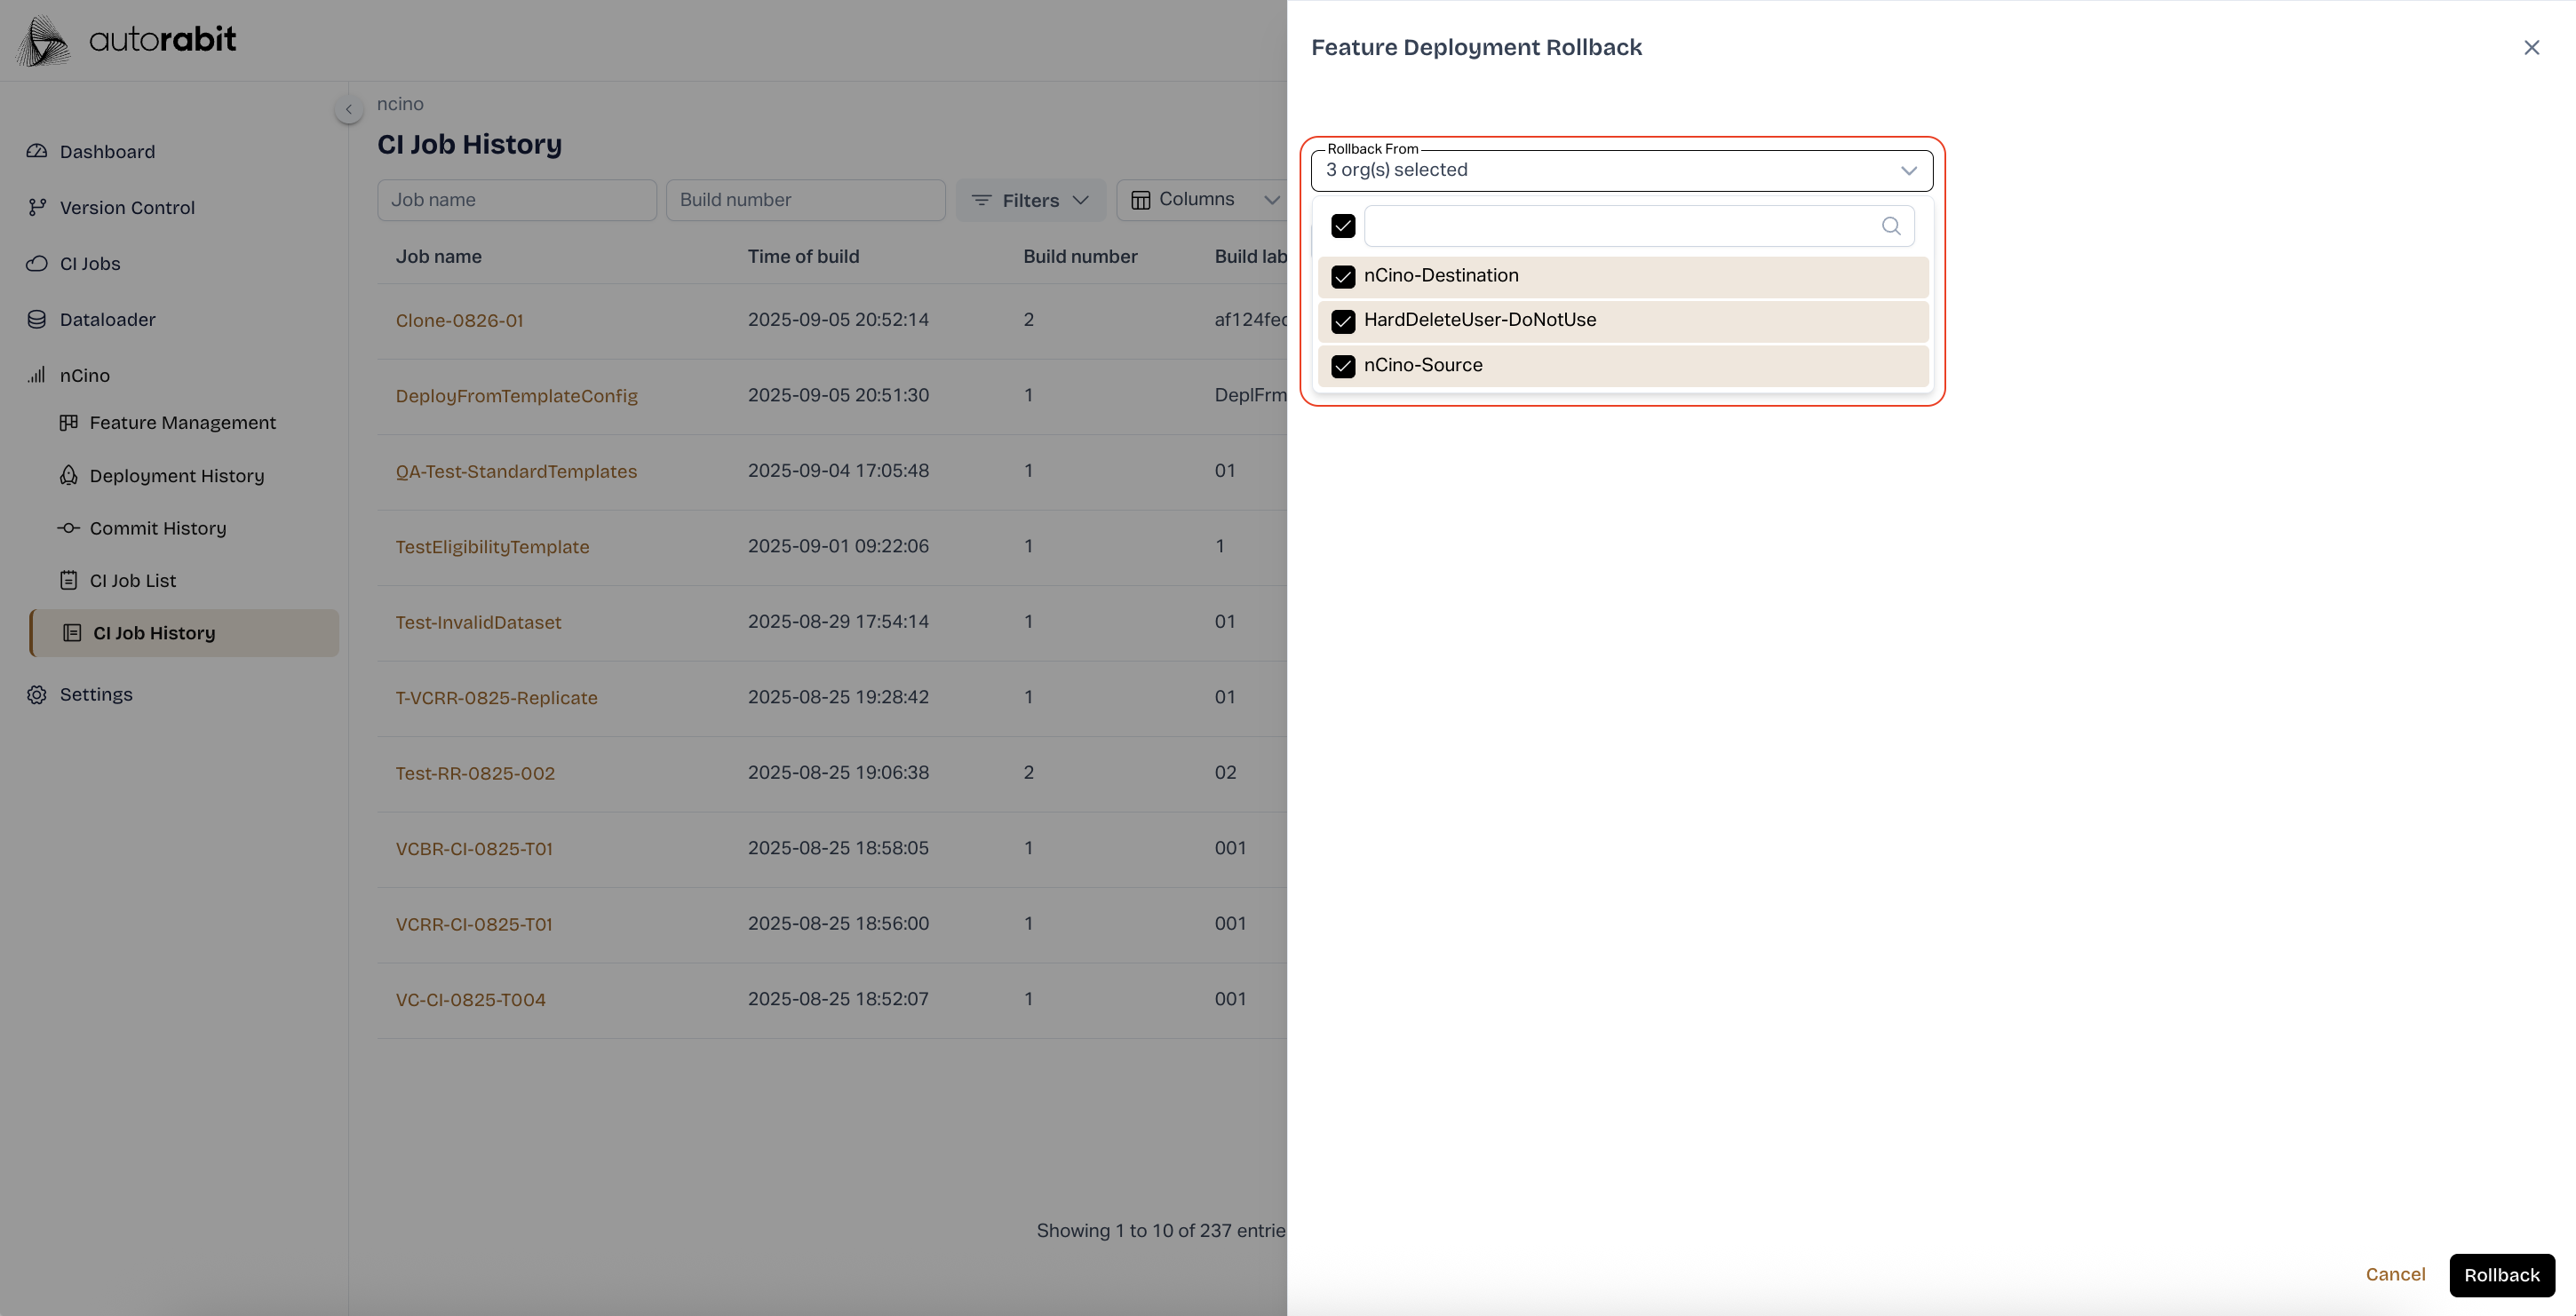 autorabit
Dashboard
Version Control
CI Jobs
Dataloader
nCino
Feature Management
Deployment History
Commit History
CI Job List
CI Job History
Settings
ncino
CI Job History
Job name
Build number
Filters
Columns
Job name Time of build Build number Build lab
Clone-0826-01 2025-09-05 20:52:14 2 af124fec
DeployFromTemplateConfig 2025-09-05 20:51:30 1 DeplFrm
QA-Test-StandardTemplates 2025-09-04 17:05:48 1 01
TestEligibilityTemplate 2025-09-01 09:22:06 1 1
Test-InvalidDataset 2025-08-29 17:54:14 1 01
T-VCRR-0825-Replicate 2025-08-25 19:28:42 1 01
Test-RR-0825-002 2025-08-25 19:06:38 2 02
VCBR-CI-0825-T01 2025-08-25 18:58:05 1 001
VCRR-CI-0825-T01 2025-08-25 18:56:00 1 001
VC-CI-0825-T004 2025-08-25 18:52:07 1 001
Showing 1 to 10 of 237 entrie
Feature Deployment Rollback
Rollback From
3 org(s) selected
nCino-Destination
HardDeleteUser-DoNotUse
nCino-Source
Cancel
Rollback